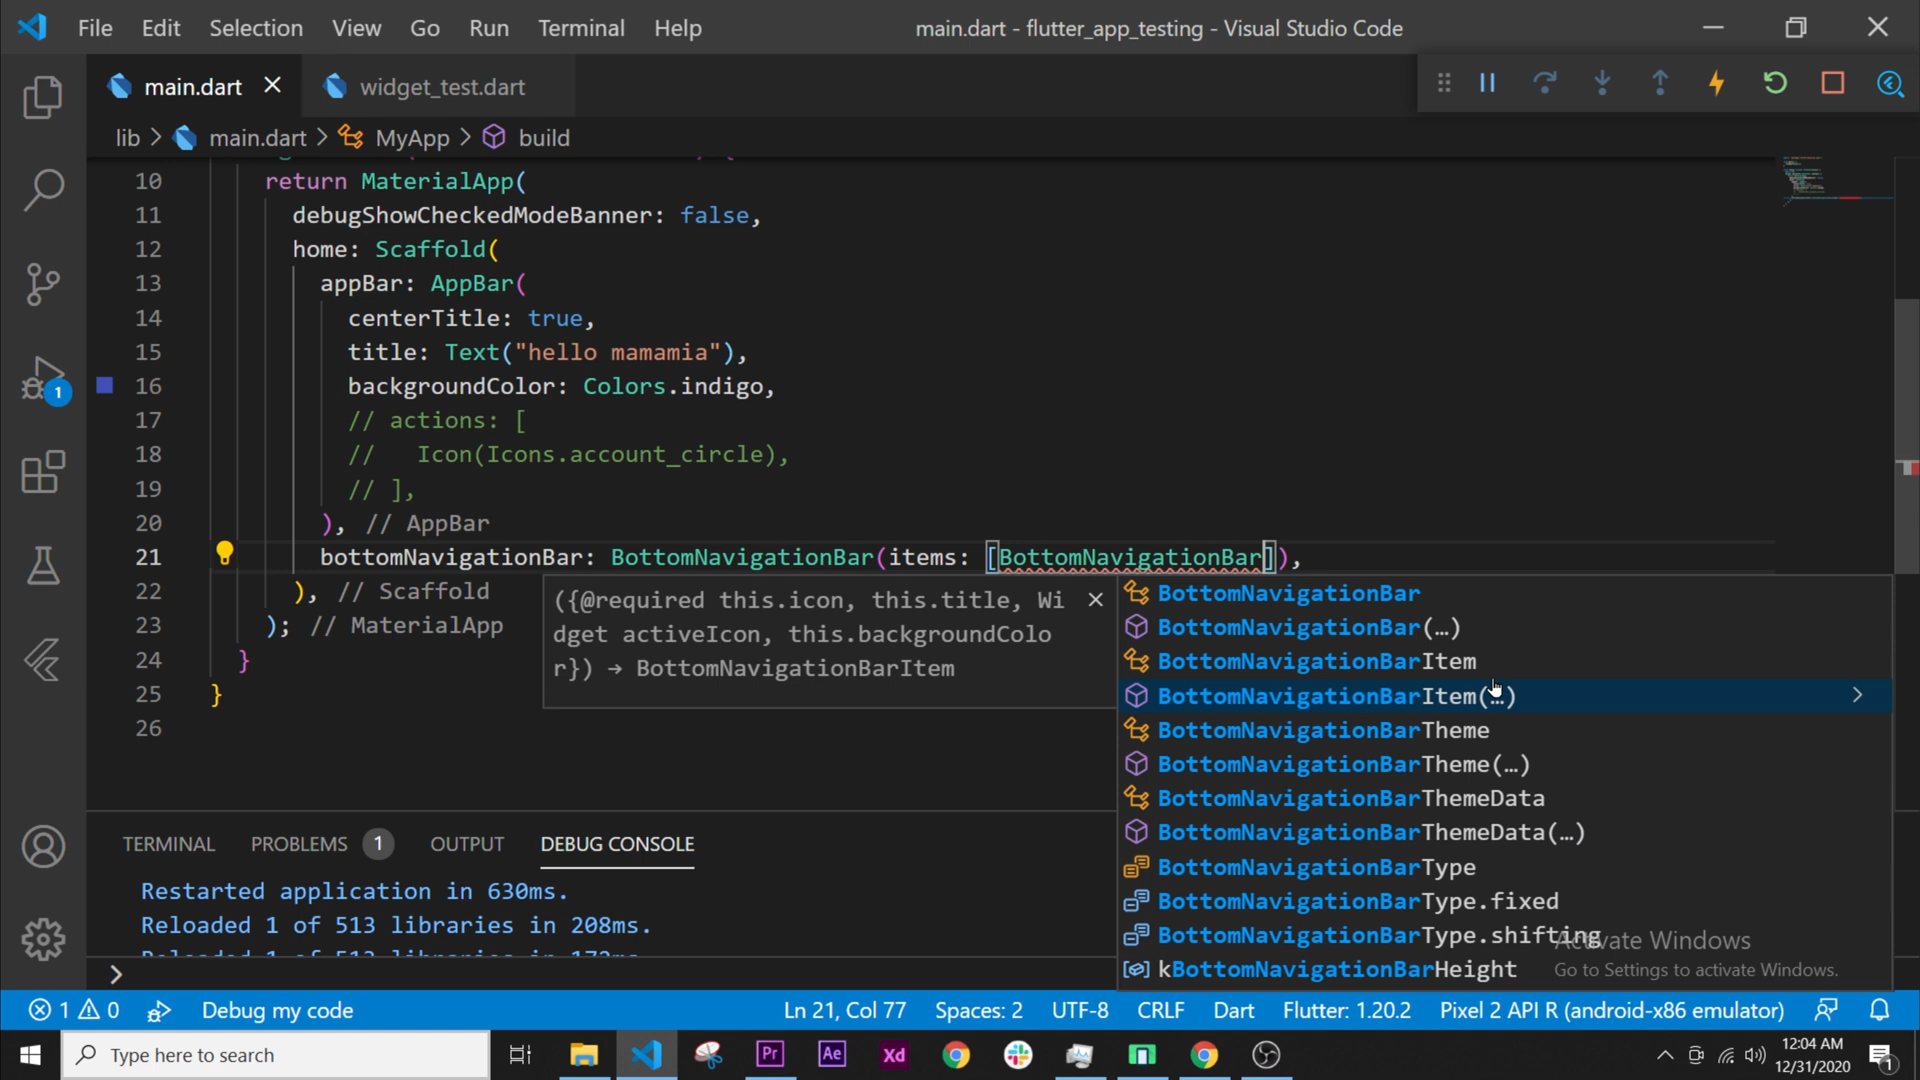 File Edit Selection View Go Run Terminal Help
main.dart - flutter_app_testing - Visual Studio Code
main.dart
widget_test.dart
lib > main.dart > MyApp > build
10 return MaterialApp(
11 debugShowCheckedModeBanner: false,
12 home: Scaffold(
13 appBar: AppBar(
14 centerTitle: true,
15 title: Text("hello mamamia"),
16 backgroundColor: Colors.indigo,
17 // actions: [
18 //   Icon(Icons.account_circle),
19 // ],
20 ), // AppBar
21 bottomNavigationBar: BottomNavigationBar(items: [BottomNavigationBar]),
22 ), // Scaffold
23 ); // MaterialApp
24 }
25 }
26
({@required this.icon, this.title, Wi
dget activeIcon, this.backgroundColo
r}) → BottomNavigationBarItem
BottomNavigationBar
BottomNavigationBar(…)
BottomNavigationBarItem
BottomNavigationBarItem(…)
BottomNavigationBarTheme
BottomNavigationBarTheme(…)
BottomNavigationBarThemeData
BottomNavigationBarThemeData(…)
BottomNavigationBarType
BottomNavigationBarType.fixed
BottomNavigationBarType.shifting
kBottomNavigationBarHeight
1
TERMINAL PROBLEMS 1 OUTPUT DEBUG CONSOLE
Restarted application in 630ms.
Reloaded 1 of 513 libraries in 208ms.
Activate Windows
Go to Settings to activate Windows.
1 0 Debug my code Ln 21, Col 77 Spaces: 2 UTF-8 CRLF Dart Flutter: 1.20.2 Pixel 2 API R (android-x86 emulator)
Type here to search
Pr Ae Xd
12:04 AM
12/31/2020
1